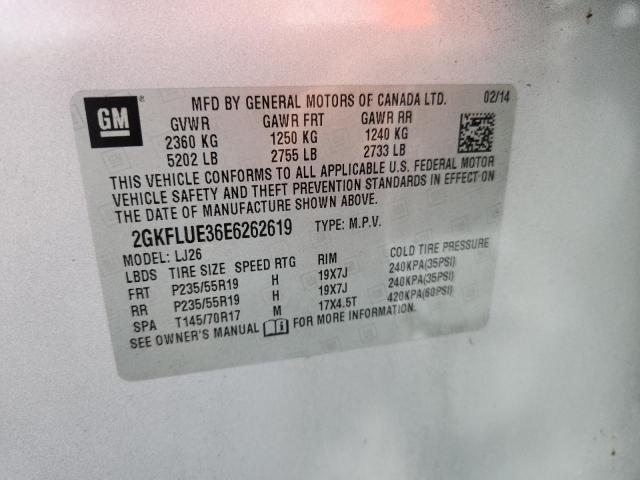 GM ®
MFD BY GENERAL MOTORS OF CANADA LTD. 02/14
GVWR GAWR FRT GAWR RR
2360 KG 1250 KG 1240 KG
5202 LB 2755 LB 2733 LB
THIS VEHICLE CONFORMS TO ALL APPLICABLE U.S. FEDERAL MOTOR
VEHICLE SAFETY AND THEFT PREVENTION STANDARDS IN EFFECT ON
THE DATE OF MANUFACTURE SHOWN ABOVE.
2GKFLUE36E6262619 TYPE: M.P.V.
MODEL: LJ26
LBDS TIRE SIZE SPEED RTG RIM COLD TIRE PRESSURE
FRT P235/55R19 H 19X7J 240KPA(35PSI)
RR P235/55R19 H 19X7J 240KPA(35PSI)
SPA T145/70R17 M 17X4.5T 420KPA(60PSI)
SEE OWNER'S MANUAL FOR MORE INFORMATION.